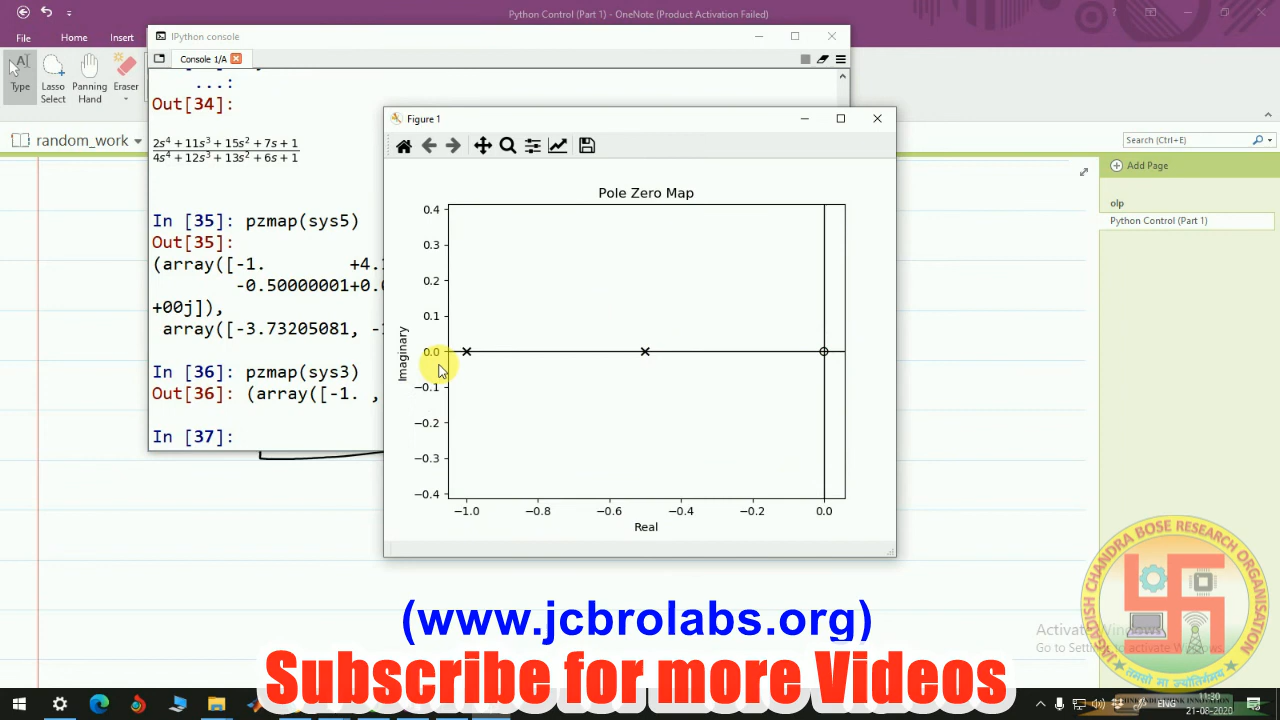 Python Control (Part 1) - OneNote (Product Activation Failed)
File Home Insert
Type
Lasso Select
Panning Hand
Eraser
random_work
Search (Ctrl+E)
Add Page
olp
Python Control (Part 1)
IPython console
Console 1/A
...:
Out[34]:
2s⁴ + 11s³ + 15s² + 7s + 1
4s⁴ + 12s³ + 13s² + 6s + 1
In [35]: pzmap(sys5)
Out[35]:
(array([-1. +4.
-0.50000001+0.
+00j]),
array([-3.73205081, -
In [36]: pzmap(sys3)
Out[36]: (array([-1. ,
In [37]:
Figure 1
Pole Zero Map
0.4
0.3
0.2
0.1
0.0
−0.1
−0.2
−0.3
−0.4
Imaginary
−1.0 −0.8 −0.6 −0.4 −0.2 0.0
Real
(www.jcbrolabs.org)
Subscribe for more Videos
Activate Windows
Go to Settings to activate Windows.
ENG
11:30
21-08-2020